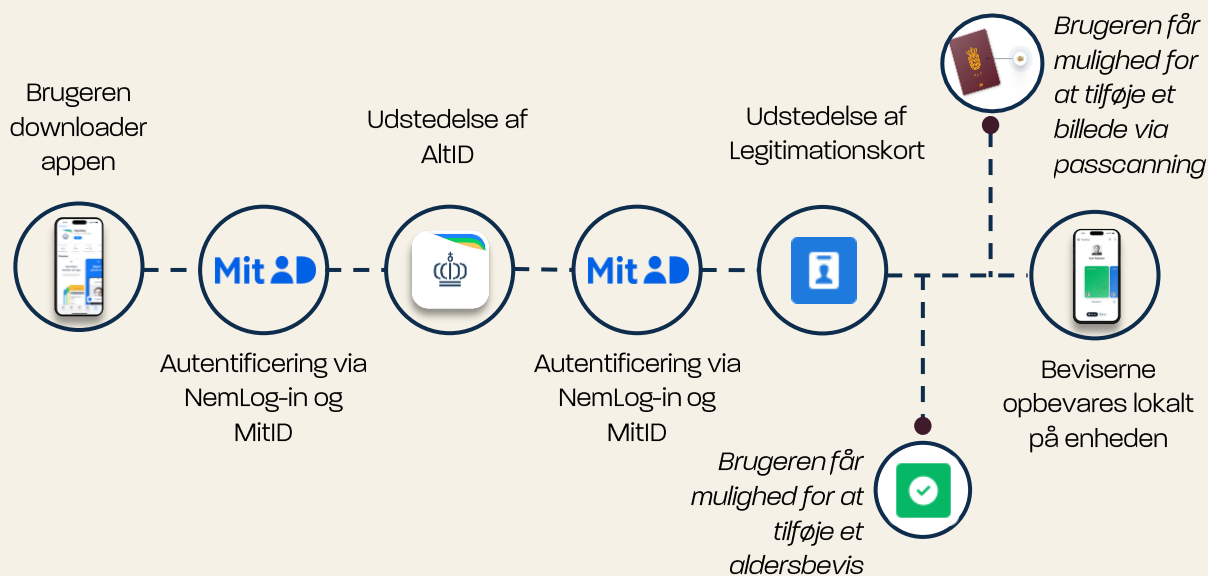 Brugeren
downloader
appen
MitID
Autentificering via
NemLog-in og
MitID
Udstedelse af
AltID
MitID
Autentificering via
NemLog-in og
MitID
Udstedelse af
Legitimationskort
Brugeren får
mulighed for at
tilføje et
aldersbevis
Brugeren får
mulighed for
at tilføje et
billede via
passcanning
Beviserne
opbevares lokalt
på enheden